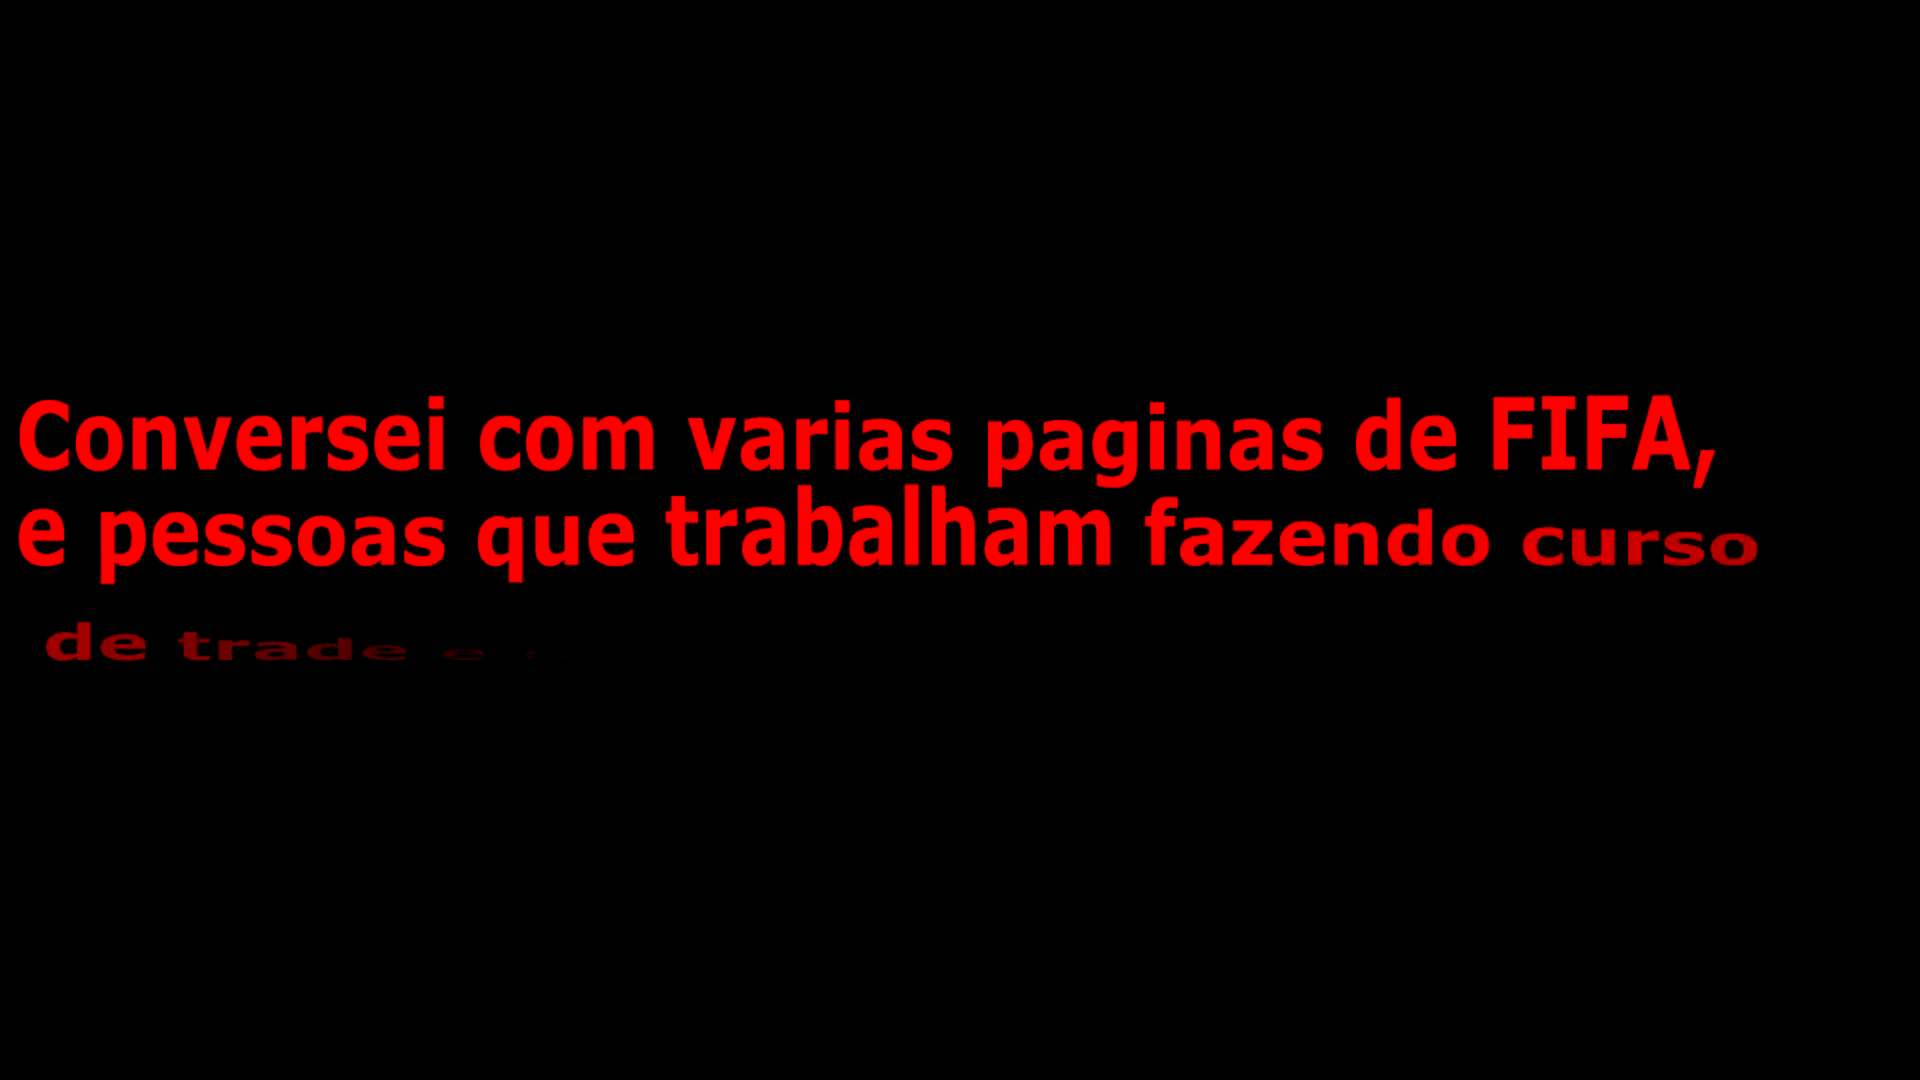 Conversei com varias paginas de FIFA,
e pessoas que trabalham fazendo curso
de trade e